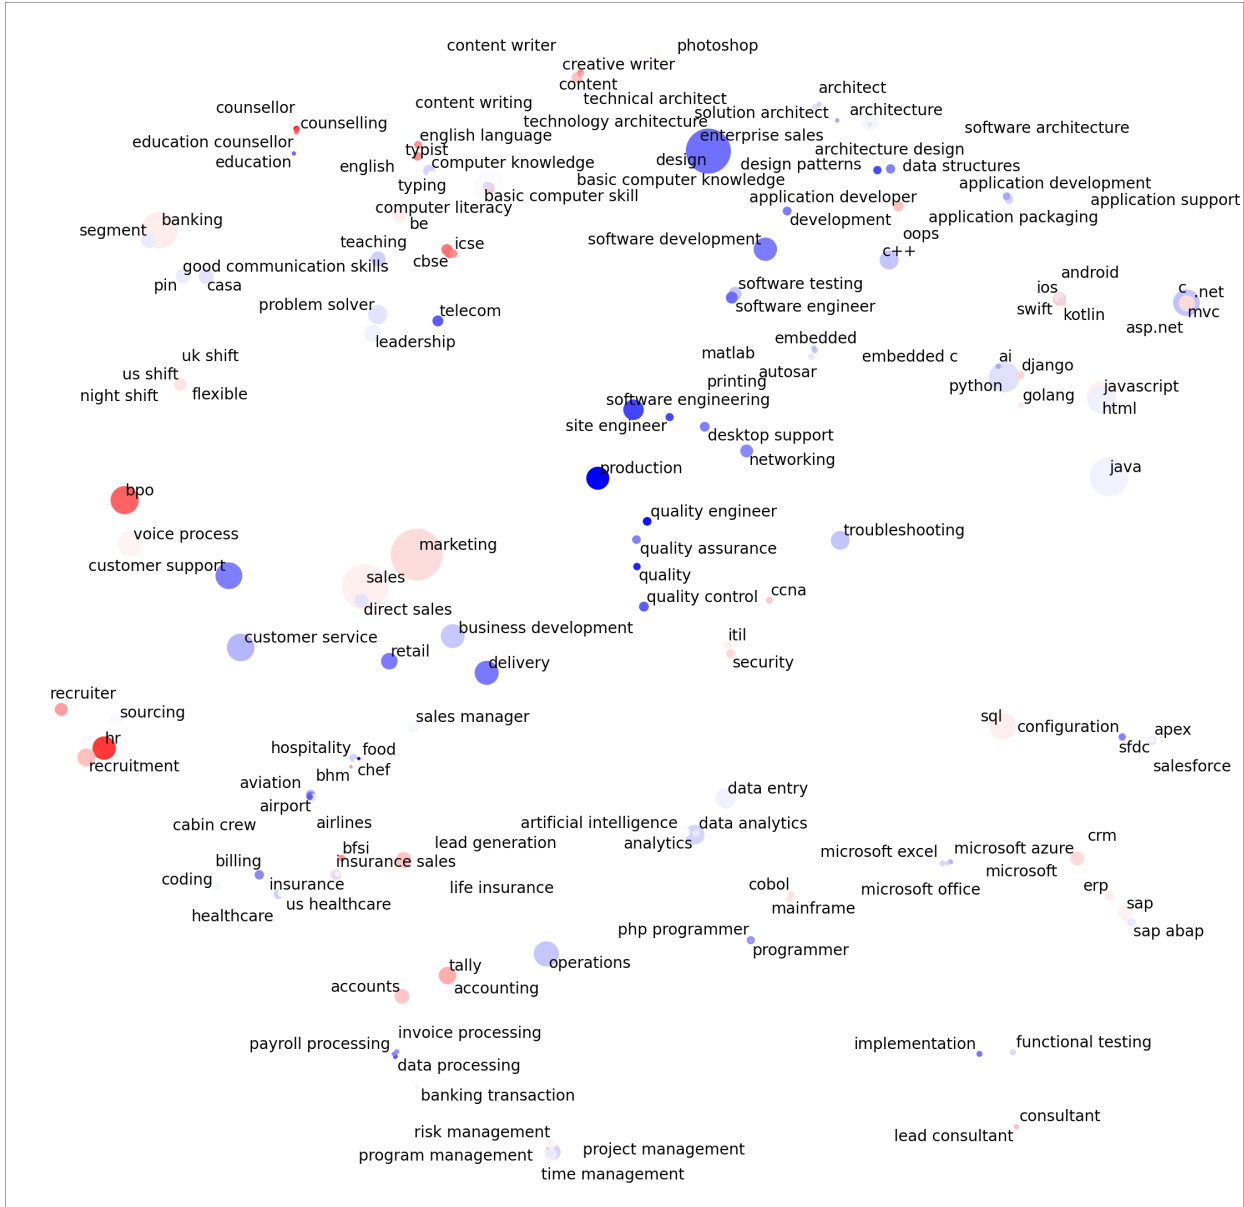 content writer
photoshop
creative writer
content
architect
technical architect
content writing
counsellor
solution architect
architecture
counselling
technology architecture
software architecture
english language
enterprise sales
education counsellor
typist
architecture design
education
design
english
computer knowledge
design patterns
data structures
basic computer knowledge
typing
application development
basic computer skill
application developer
application support
computer literacy
banking
be
development
application packaging
segment
oops
software development
teaching
icse
c++
cbse
good communication skills
android
pin
casa
software testing
ios
c
.net
problem solver
software engineer
swift
kotlin
mvc
telecom
asp.net
embedded
leadership
matlab
uk shift
embedded c
ai
django
us shift
autosar
printing
python
javascript
night shift
flexible
golang
software engineering
html
site engineer
desktop support
networking
production
java
bpo
quality engineer
voice process
troubleshooting
marketing
quality assurance
customer support
sales
quality
ccna
direct sales
quality control
business development
customer service
itil
retail
delivery
security
recruiter
sourcing
sales manager
sql
configuration
apex
hr
hospitality
food
sfdc
recruitment
chef
salesforce
bhm
aviation
data entry
airport
cabin crew
airlines
artificial intelligence
data analytics
lead generation
analytics
crm
bfsi
microsoft excel
microsoft azure
billing
insurance sales
microsoft
coding
insurance
life insurance
cobol
microsoft office
erp
us healthcare
mainframe
sap
healthcare
php programmer
sap abap
programmer
operations
tally
accounts
accounting
invoice processing
payroll processing
implementation
functional testing
data processing
banking transaction
consultant
risk management
lead consultant
program management
project management
time management